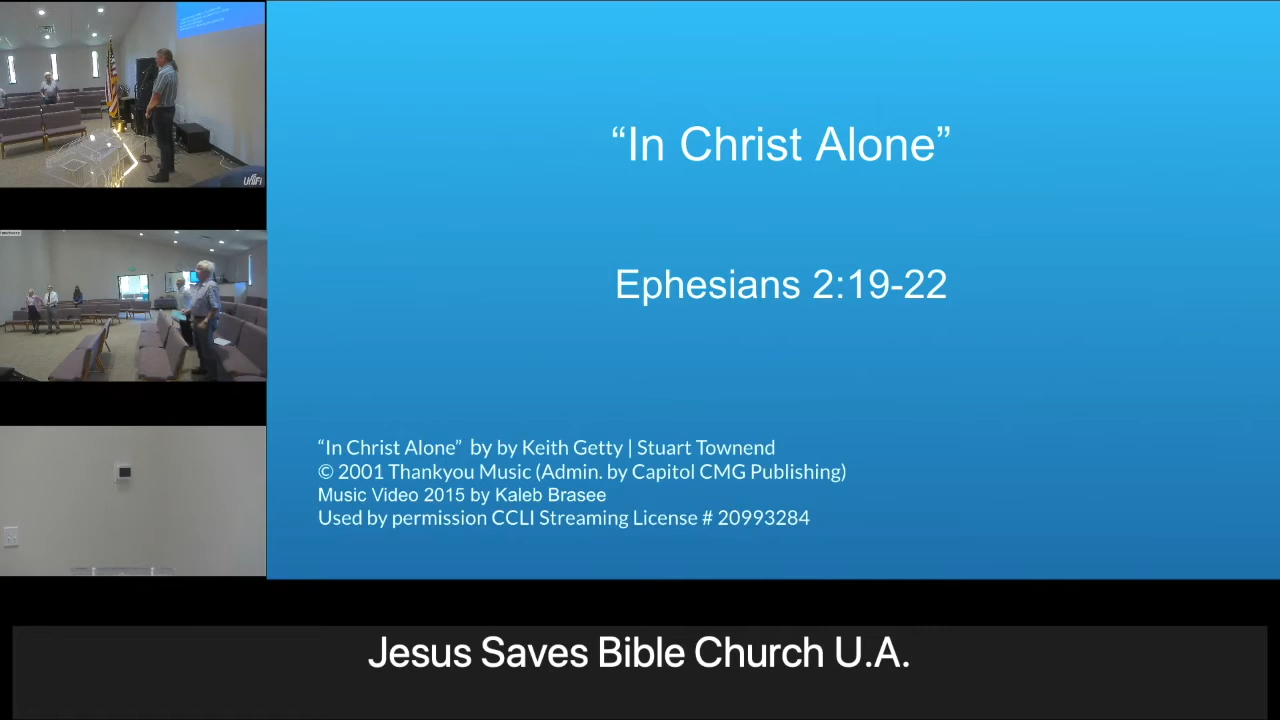 “In Christ Alone”
Ephesians 2:19-22
“In Christ Alone” by by Keith Getty | Stuart Townend
© 2001 Thankyou Music (Admin. by Capitol CMG Publishing)
Music Video 2015 by Kaleb Brasee
Used by permission CCLI Streaming License # 20993284
Jesus Saves Bible Church U.A.